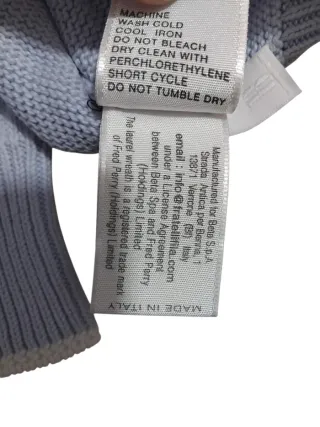 MACHINE
WASH COLD
COOL IRON
DO NOT BLEACH
DRY CLEAN WITH
PERCHLORETHYLENE
SHORT CYCLE
DO NOT TUMBLE DRY
Manufactured for Beta S.p.A
Strada Antica per Benna, 1
13871 Verrone (BI) Italy
email : info@fratellitria.com
under a License Agreement
between Beta Spa and Fred Perry
(Holdings) Limited
The laurel wreath is a registered trade mark
of Fred Perry (Holdings) Limited
MADE IN ITALY